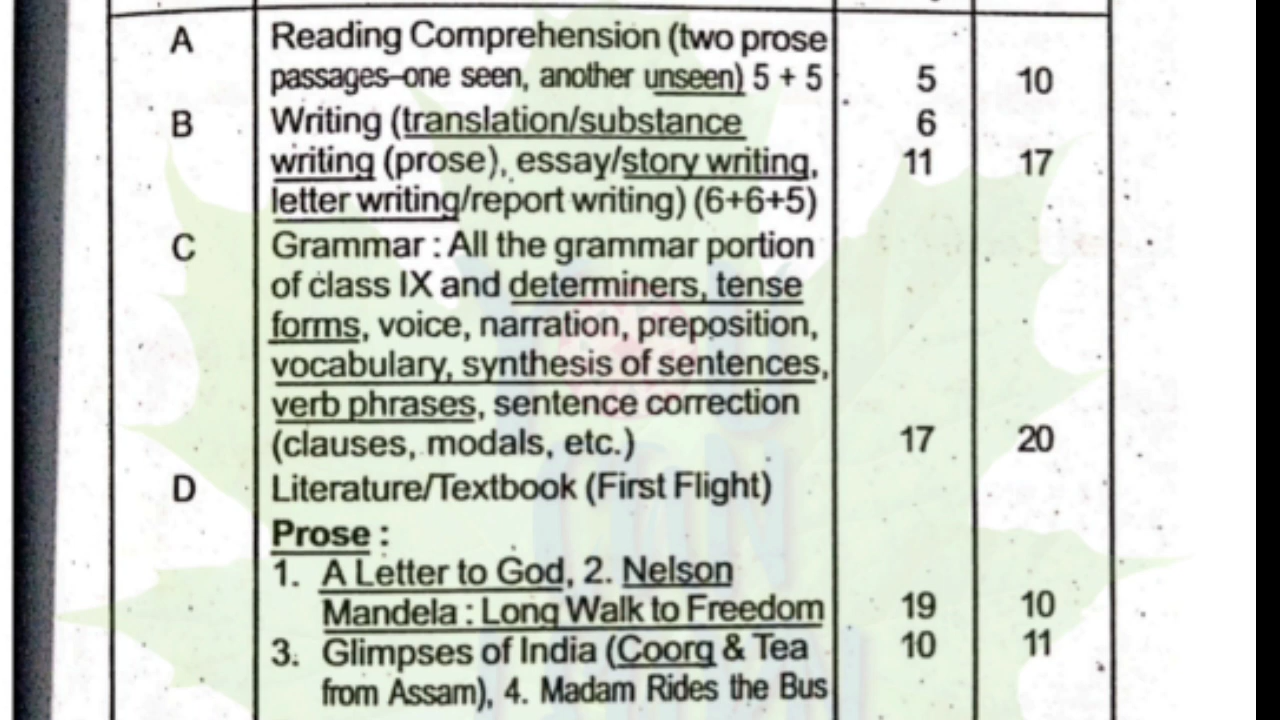 A Reading Comprehension (two prose
passages–one seen, another unseen) 5 + 5 5 10
B Writing (translation/substance 6
writing (prose), essay/story writing, 11 17
letter writing/report writing) (6+6+5)
C Grammar : All the grammar portion
of class IX and determiners, tense
forms, voice, narration, preposition,
vocabulary, synthesis of sentences,
verb phrases, sentence correction
(clauses, modals, etc.) 17 20
D Literature/Textbook (First Flight)
Prose :
1. A Letter to God, 2. Nelson
Mandela : Long Walk to Freedom 19 10
3. Glimpses of India (Coorg & Tea 10 11
from Assam), 4. Madam Rides the Bus